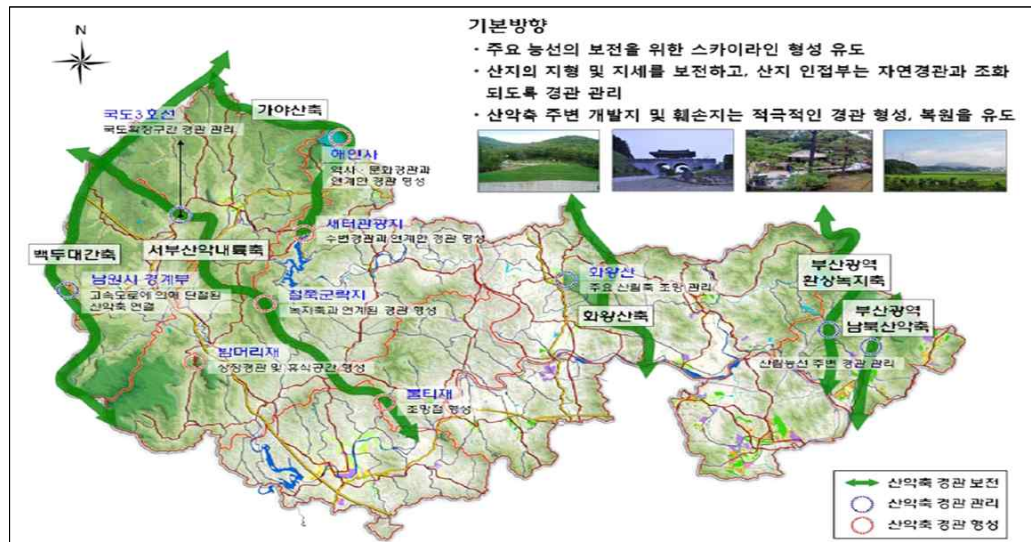 기본방향
· 주요 능선의 보전을 위한 스카이라인 형성 유도
· 산지의 지형 및 지세를 보전하고, 산지 인접부는 자연경관과 조화
되도록 경관 관리
· 산악축 주변 개발지 및 훼손지는 적극적인 경관 형성, 복원을 유도
N
국도3호선
국도확장구간 경관 관리
가야산축
해인사
역사·문화경관과
연계한 경관 형성
새터관광지
수변경관과 연계한 경관 형성
백두대간축
서부산악내륙축
남원시 경계부
고속도로에 의해 단절된
산악축 연결
철쭉군락지
녹지축과 연계된 경관 형성
밤머리재
상징경관 및 휴식공간 형성
물티재
조망점 형성
화왕산
주요 산림축 조망 관리
화왕산축
부산광역
환상녹지축
부산광역
남북산악축
산림능선 주변 경관 관리
산악축 경관 보전
산악축 경관 관리
산악축 경관 형성